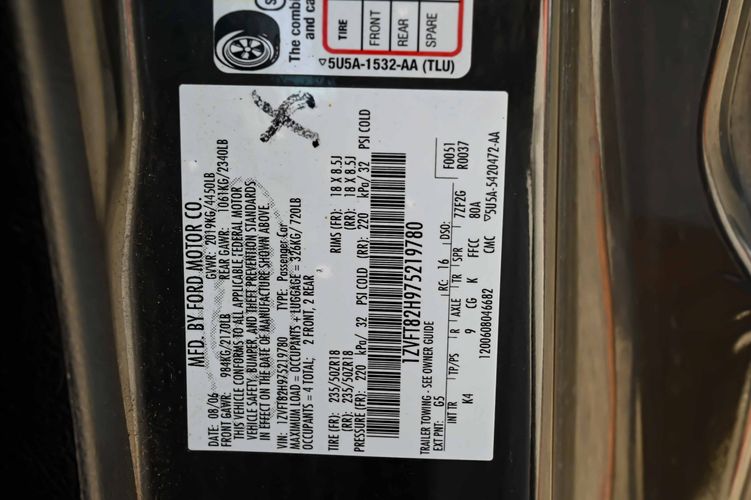 The combin
and ca
TIRE
FRONT
REAR
SPARE
▽5U5A-1532-AA (TLU)
MFD. BY FORD MOTOR CO.
DATE: 08/06 GVWR: 2019KG/4450LB
FRONT GAWR: 984KG/2170LB REAR GAWR: 1061KG/2340LB
THIS VEHICLE CONFORMS TO ALL APPLICABLE FEDERAL MOTOR
VEHICLE SAFETY, BUMPER, AND THEFT PREVENTION STANDARDS
IN EFFECT ON THE DATE OF MANUFACTURE SHOWN ABOVE.
VIN: 1ZVFT82H975219780 TYPE: Passenger Car
MAXIMUM LOAD = OCCUPANTS + LUGGAGE = 326KG/720LB
OCCUPANTS = 4 TOTAL: 2 FRONT, 2 REAR
TIRE (FR): 235/50ZR18 RIMS (FR): 18 X 8.5J
(RR): 235/50ZR18 (RR): 18 X 8.5J
PRESSURE (FR): 220 kPa/ 32 PSI COLD (RR): 220 kPa/ 32 PSI COLD
1ZVFT82H975219780
TRAILER TOWING - SEE OWNER GUIDE
EXT PNT: G5 RC: 16 DSO: F0051
INT TR TP/PS R AXLE TR SPR 7ZF2G R0037
K4 9 CG K FFCC 80A
1200608046682 CMC ▽5U5A-5420472-AA